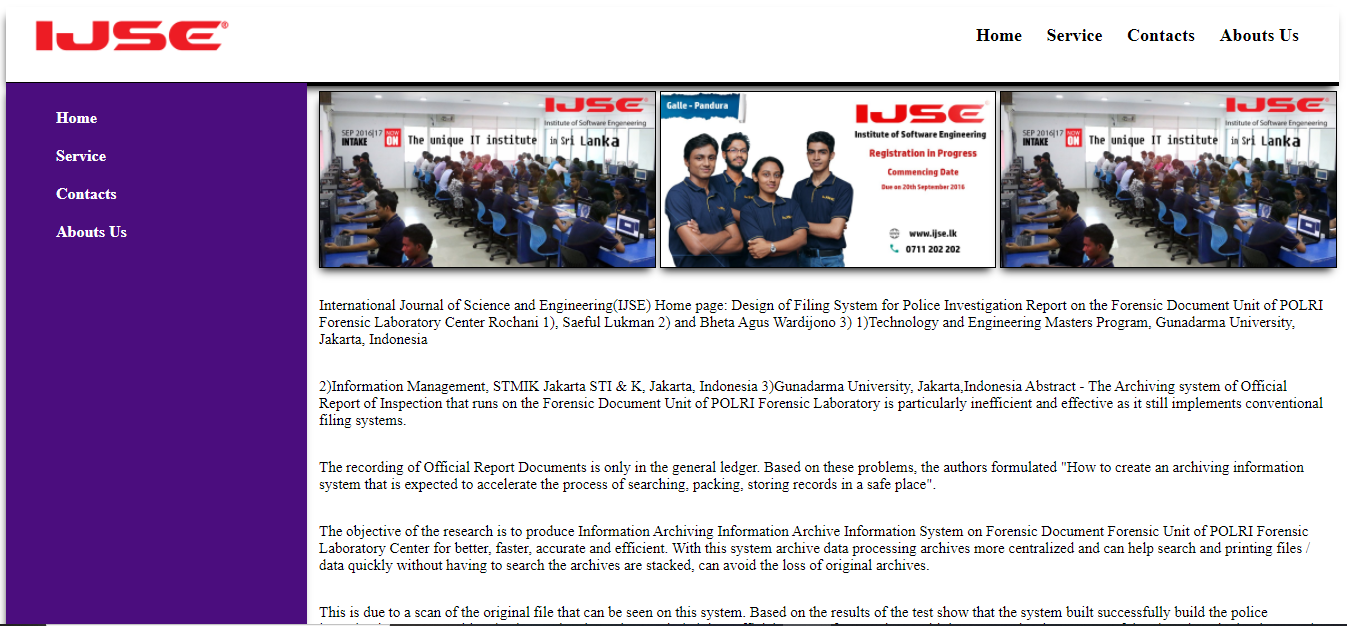 IJSE®
Home Service Contacts Abouts Us
Home
Service
Contacts
Abouts Us
IJSE
Institute of Software Engeneering
SEP 2016|17 NOW
INTAKE ON The unique IT institute in Sri Lanka
Galle - Pandura
IJSE
Institute of Software Engineering
Registration in Progress
Commencing Date
Due on 20th September 2016
www.ijse.lk
0711 202 202
IJSE
Institute of Software Engeneering
SEP 2016|17 NOW
INTAKE ON The unique IT institute in Sri Lanka
International Journal of Science and Engineering(IJSE) Home page: Design of Filing System for Police Investigation Report on the Forensic Document Unit of POLRI
Forensic Laboratory Center Rochani 1), Saeful Lukman 2) and Bheta Agus Wardijono 3) 1)Technology and Engineering Masters Program, Gunadarma University,
Jakarta, Indonesia
2)Information Management, STMIK Jakarta STI & K, Jakarta, Indonesia 3)Gunadarma University, Jakarta,Indonesia Abstract - The Archiving system of Official
Report of Inspection that runs on the Forensic Document Unit of POLRI Forensic Laboratory is particularly inefficient and effective as it still implements conventional
filing systems.
The recording of Official Report Documents is only in the general ledger. Based on these problems, the authors formulated "How to create an archiving information
system that is expected to accelerate the process of searching, packing, storing records in a safe place".
The objective of the research is to produce Information Archiving Information Archive Information System on Forensic Document Forensic Unit of POLRI Forensic
Laboratory Center for better, faster, accurate and efficient. With this system archive data processing archives more centralized and can help search and printing files /
data quickly without having to search the archives are stacked, can avoid the loss of original archives.
This is due to a scan of the original file that can be seen on this system. Based on the results of the test show that the system built successfully build the police